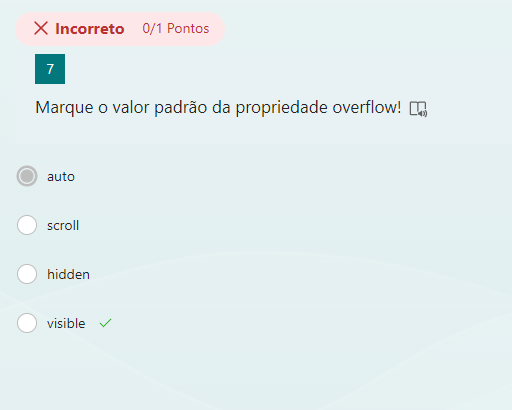 Incorreto 0/1 Pontos
7
Marque o valor padrão da propriedade overflow!
auto
scroll
hidden
visible